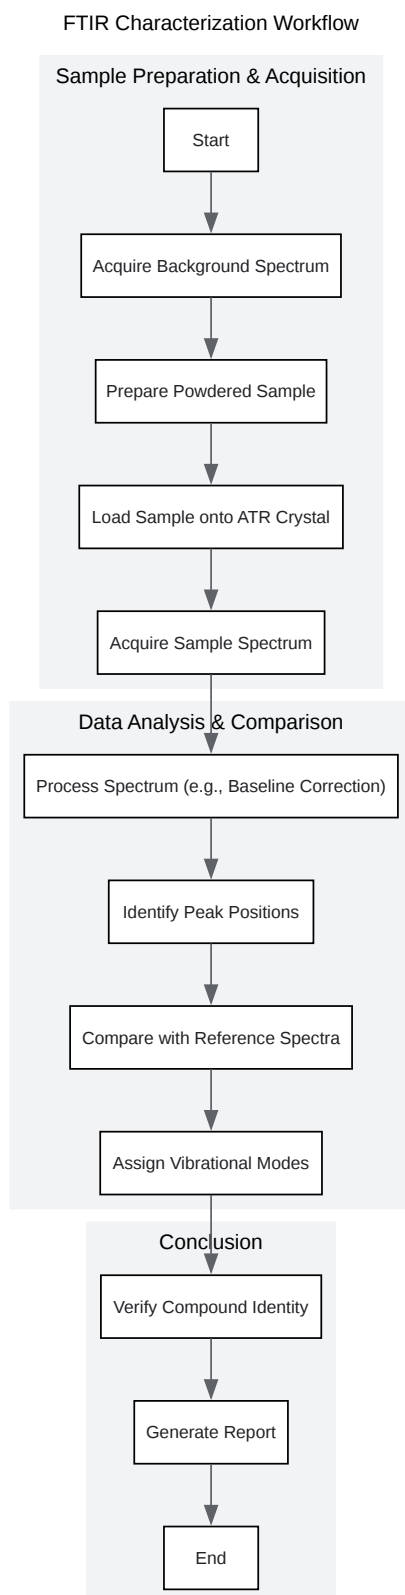 FTIR Characterization Workflow
Sample Preparation & Acquisition
Start
Acquire Background Spectrum
Prepare Powdered Sample
Load Sample onto ATR Crystal
Acquire Sample Spectrum
Data Analysis & Comparison
Process Spectrum (e.g., Baseline Correction)
Identify Peak Positions
Compare with Reference Spectra
Assign Vibrational Modes
Conclusion
Verify Compound Identity
Generate Report
End